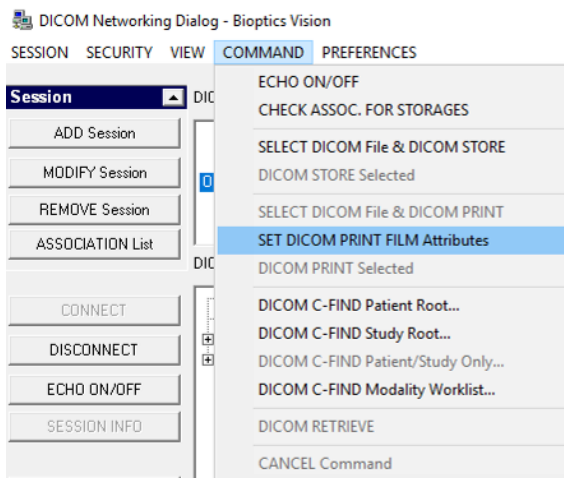 DICOM Networking Dialog - Bioptics Vision
SESSION SECURITY VIEW COMMAND PREFERENCES
Session
DIC
ADD Session
MODIFY Session
REMOVE Session
ASSOCIATION List
DIC
CONNECT
DISCONNECT
ECHO ON/OFF
SESSION INFO
ECHO ON/OFF
CHECK ASSOC. FOR STORAGES
SELECT DICOM File & DICOM STORE
DICOM STORE Selected
SELECT DICOM File & DICOM PRINT
SET DICOM PRINT FILM Attributes
DICOM PRINT Selected
DICOM C-FIND Patient Root...
DICOM C-FIND Study Root...
DICOM C-FIND Patient/Study Only...
DICOM C-FIND Modality Worklist...
DICOM RETRIEVE
CANCEL Command